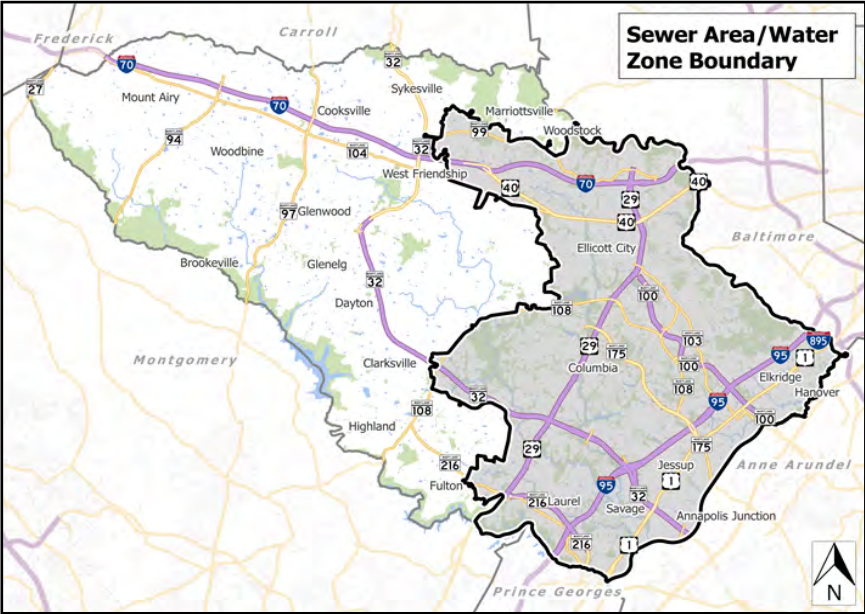 Sewer Area/Water
Zone Boundary
Frederick
Carroll
70
32
27
Mount Airy
Sykesville
70
Cooksville
Marriottsville
94
99
Woodstock
Woodbine
104
32
West Friendship
70
40
40
29
97
Glenwood
40
Baltimore
Ellicott City
Brookeville
Glenelg
32
100
Dayton
108
103
895
29
175
95
1
Montgomery
Clarksville
Columbia
100
Elkridge
108
Hanover
32
95
108
100
Highland
29
175
216
Jessup
Anne Arundel
Fulton
95
1
216
Laurel
32
Savage
Annapolis Junction
216
1
Prince Georges
N